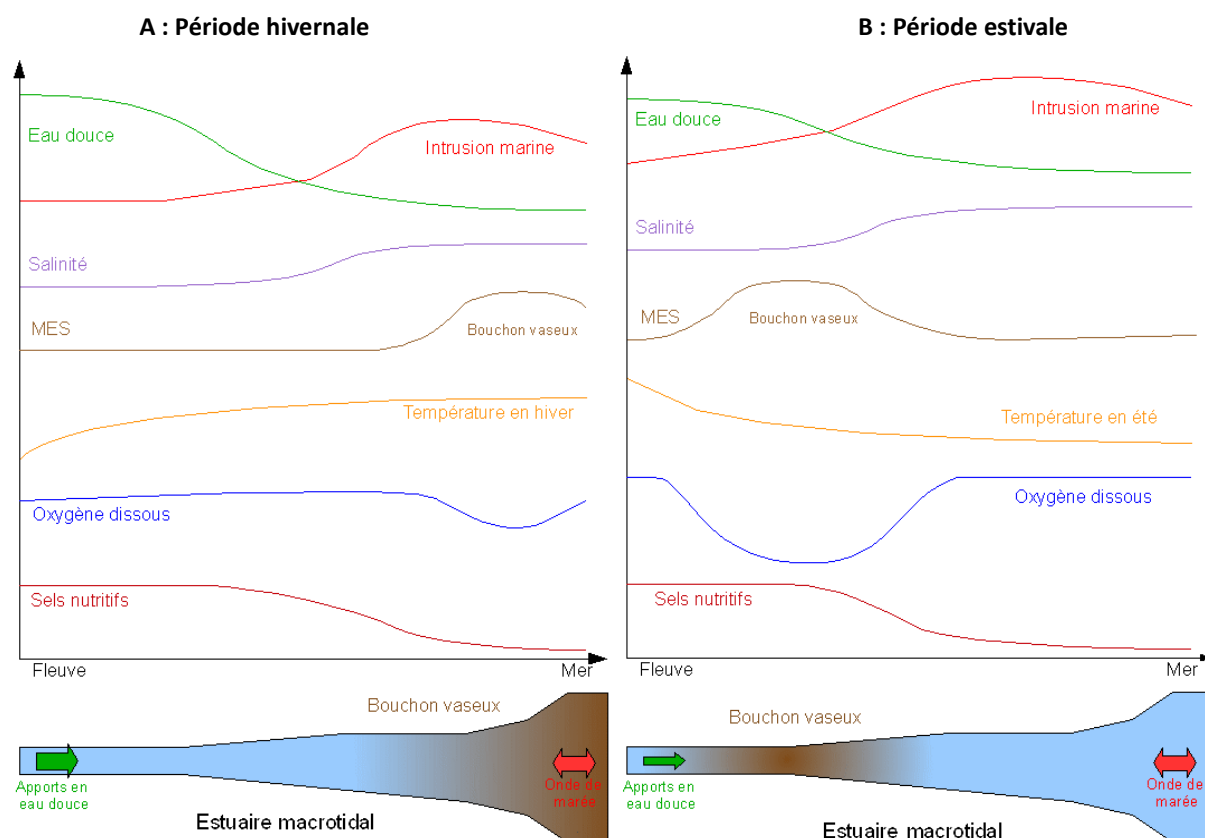 A : Période hivernale
Eau douce
Intrusion marine
Salinité
MES
Bouchon vaseux
Température en hiver
Oxygène dissous
Sels nutritifs
Fleuve
Mer
Bouchon vaseux
Apports en
eau douce
Onde de
marée
Estuaire macrotidal
B : Période estivale
Eau douce
Intrusion marine
Salinité
MES
Bouchon vaseux
Température en été
Oxygène dissous
Sels nutritifs
Fleuve
Mer
Bouchon vaseux
Apports en
eau douce
Onde de
marée
Estuaire macrotidal